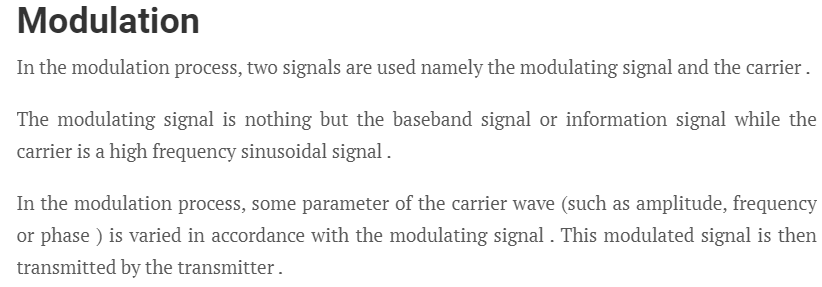 Modulation
In the modulation process, two signals are used namely the modulating signal and the carrier .
The modulating signal is nothing but the baseband signal or information signal while the
carrier is a high frequency sinusoidal signal .
In the modulation process, some parameter of the carrier wave (such as amplitude, frequency
or phase ) is varied in accordance with the modulating signal . This modulated signal is then
transmitted by the transmitter .